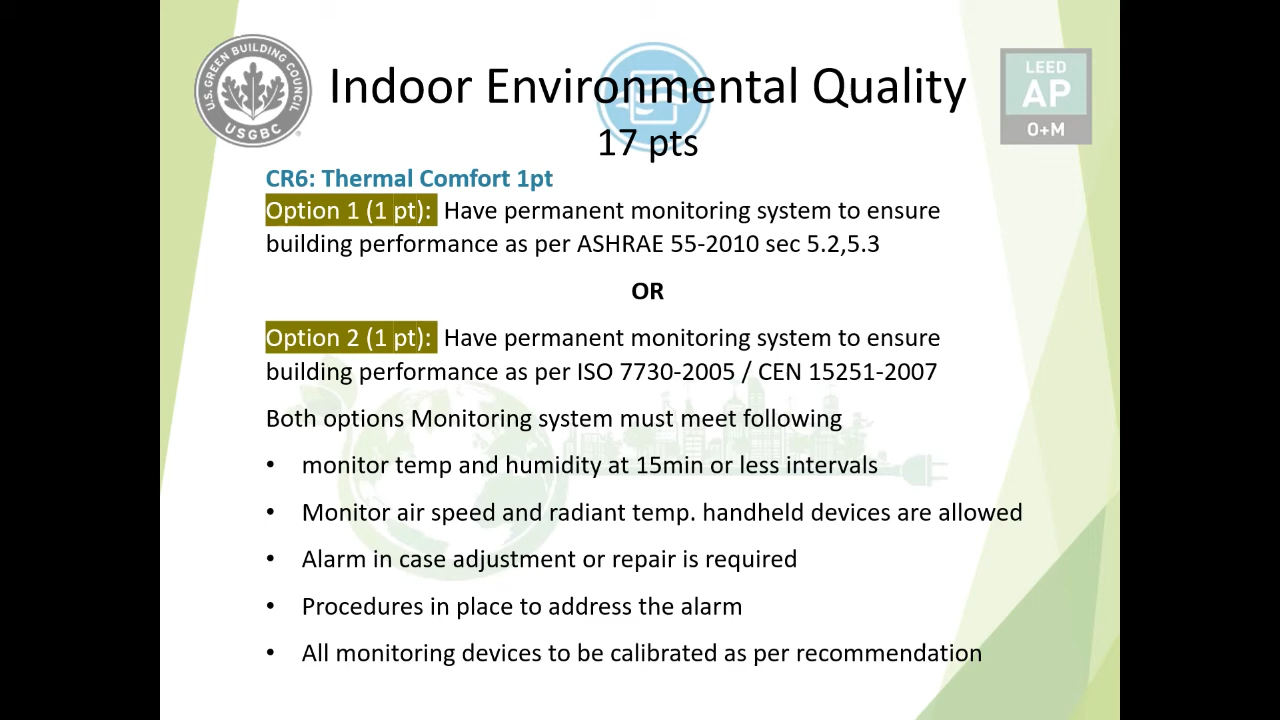 U.S. GREEN BUILDING COUNCIL
USGBC
Indoor Environmental Quality
17 pts
LEED
AP
O+M
CR6: Thermal Comfort 1pt
Option 1 (1 pt): Have permanent monitoring system to ensure
building performance as per ASHRAE 55-2010 sec 5.2,5.3
OR
Option 2 (1 pt): Have permanent monitoring system to ensure
building performance as per ISO 7730-2005 / CEN 15251-2007
Both options Monitoring system must meet following
• monitor temp and humidity at 15min or less intervals
• Monitor air speed and radiant temp. handheld devices are allowed
• Alarm in case adjustment or repair is required
• Procedures in place to address the alarm
• All monitoring devices to be calibrated as per recommendation